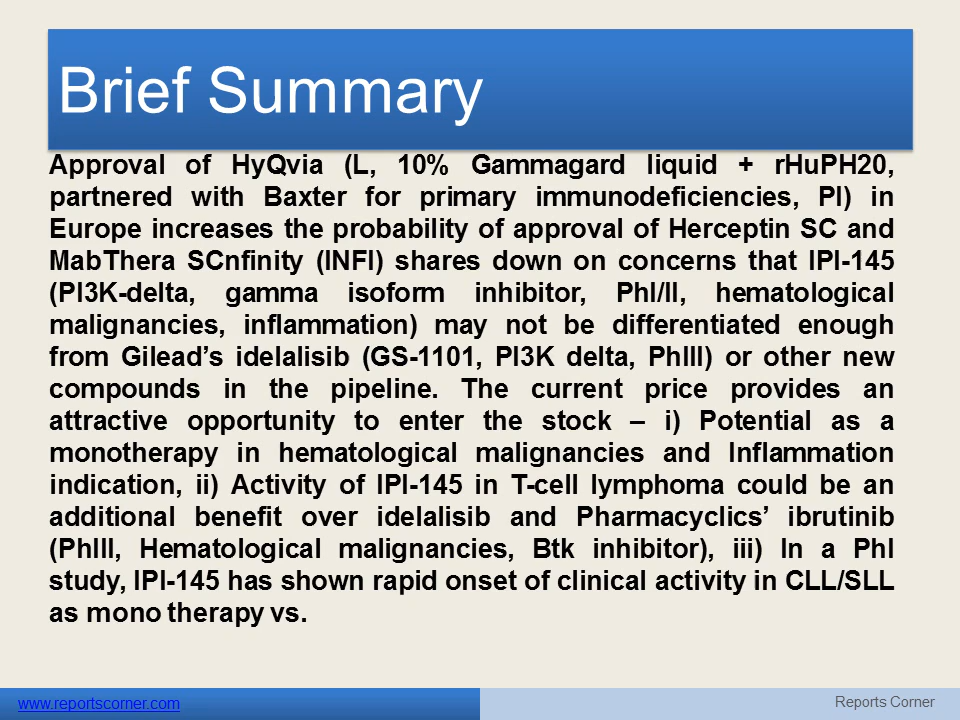 Brief Summary
Approval of HyQvia (L, 10% Gammagard liquid + rHuPH20,
partnered with Baxter for primary immunodeficiencies, PI) in
Europe increases the probability of approval of Herceptin SC and
MabThera SCnfinity (INFI) shares down on concerns that IPI-145
(PI3K-delta, gamma isoform inhibitor, PhI/II, hematological
malignancies, inflammation) may not be differentiated enough
from Gilead’s idelalisib (GS-1101, PI3K delta, PhIII) or other new
compounds in the pipeline. The current price provides an
attractive opportunity to enter the stock – i) Potential as a
monotherapy in hematological malignancies and Inflammation
indication, ii) Activity of IPI-145 in T-cell lymphoma could be an
additional benefit over idelalisib and Pharmacyclics’ ibrutinib
(PhIII, Hematological malignancies, Btk inhibitor), iii) In a PhI
study, IPI-145 has shown rapid onset of clinical activity in CLL/SLL
as mono therapy vs.
www.reportscorner.com
Reports Corner